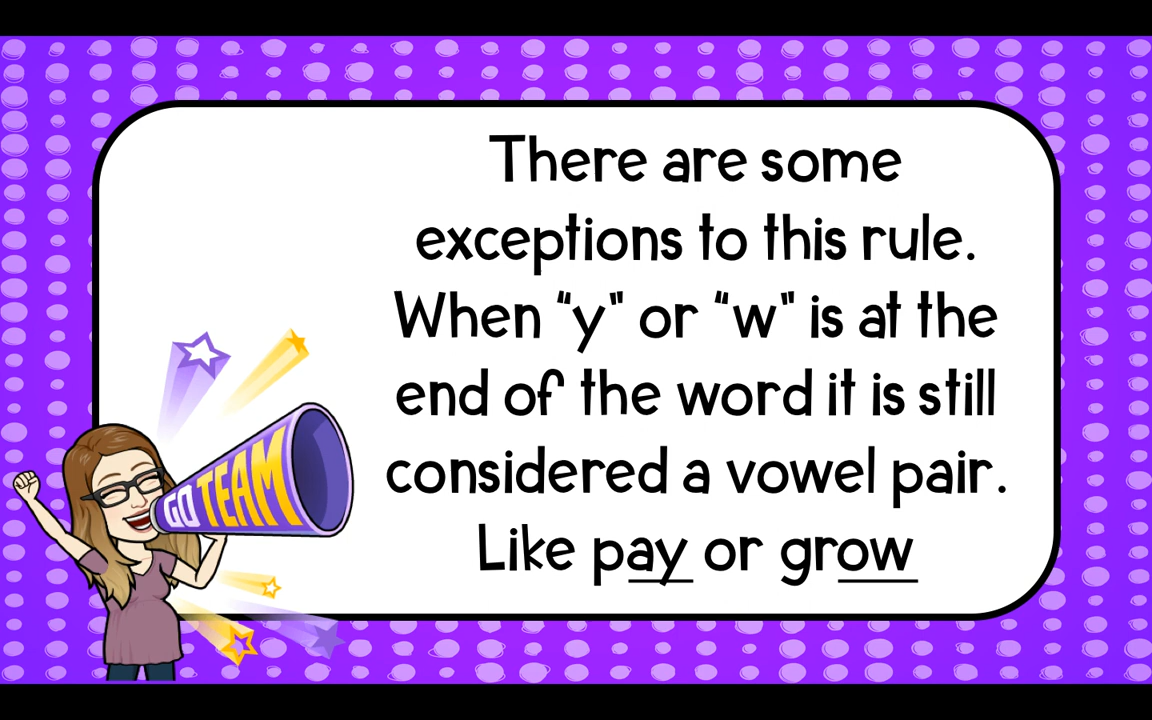 There are some
exceptions to this rule.
When “y" or “w" is at the
end of the word it is still
considered a vowel pair.
Like pay or grow
GO TEAM